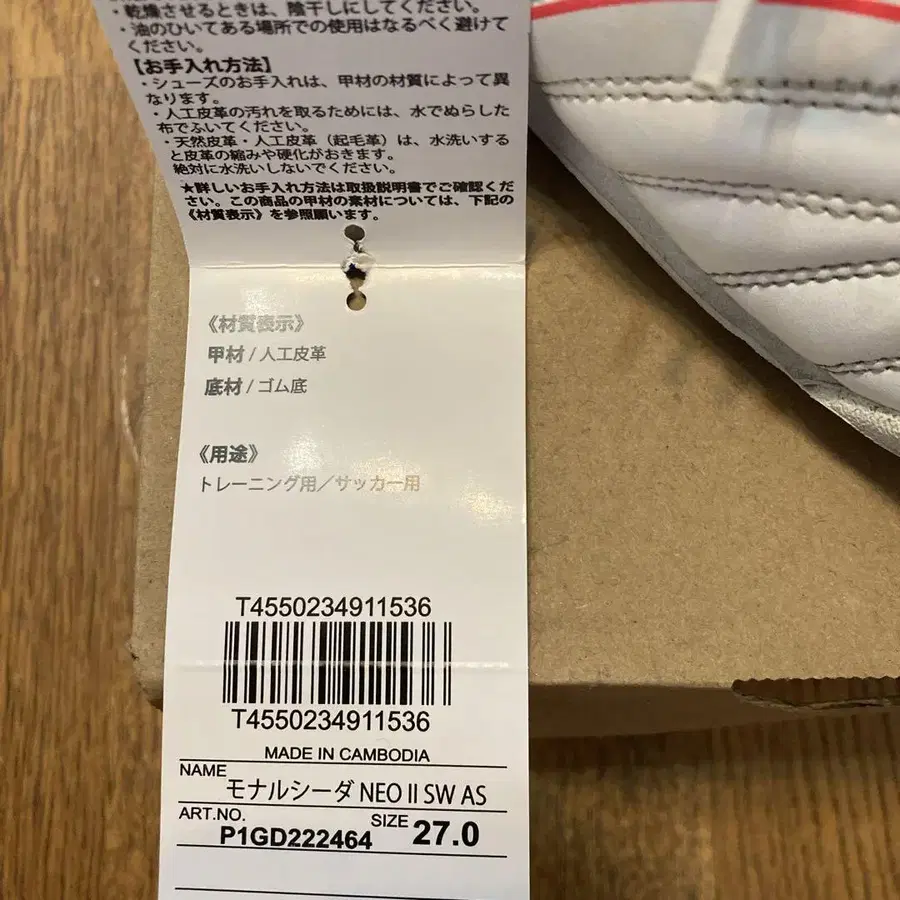 ・乾燥させるときは、陰干しにしてください。
・油のひいてある場所での使用はなるべく避けて
ください。
【お手入れ方法】
・シューズのお手入れは、甲材の材質によって異
なります。
・人工皮革の汚れを取るためには、水でぬらした
布でふいてください。
・天然皮革・人工皮革（起毛革）は、水洗いする
と皮革の縮みや硬化がおきます。
絶対に水洗いしないでください。
★詳しいお手入れ方法は取扱説明書でご確認くだ
さい。この商品の甲材の素材については、下記の
《材質表示》を参照願います。
《材質表示》
甲材 / 人工皮革
底材 / ゴム底
《用途》
トレーニング用／サッカー用
T4550234911536
T4550234911536
MADE IN CAMBODIA
NAME モナルシーダ NEO II SW AS
ART.NO. P1GD222464 SIZE 27.0